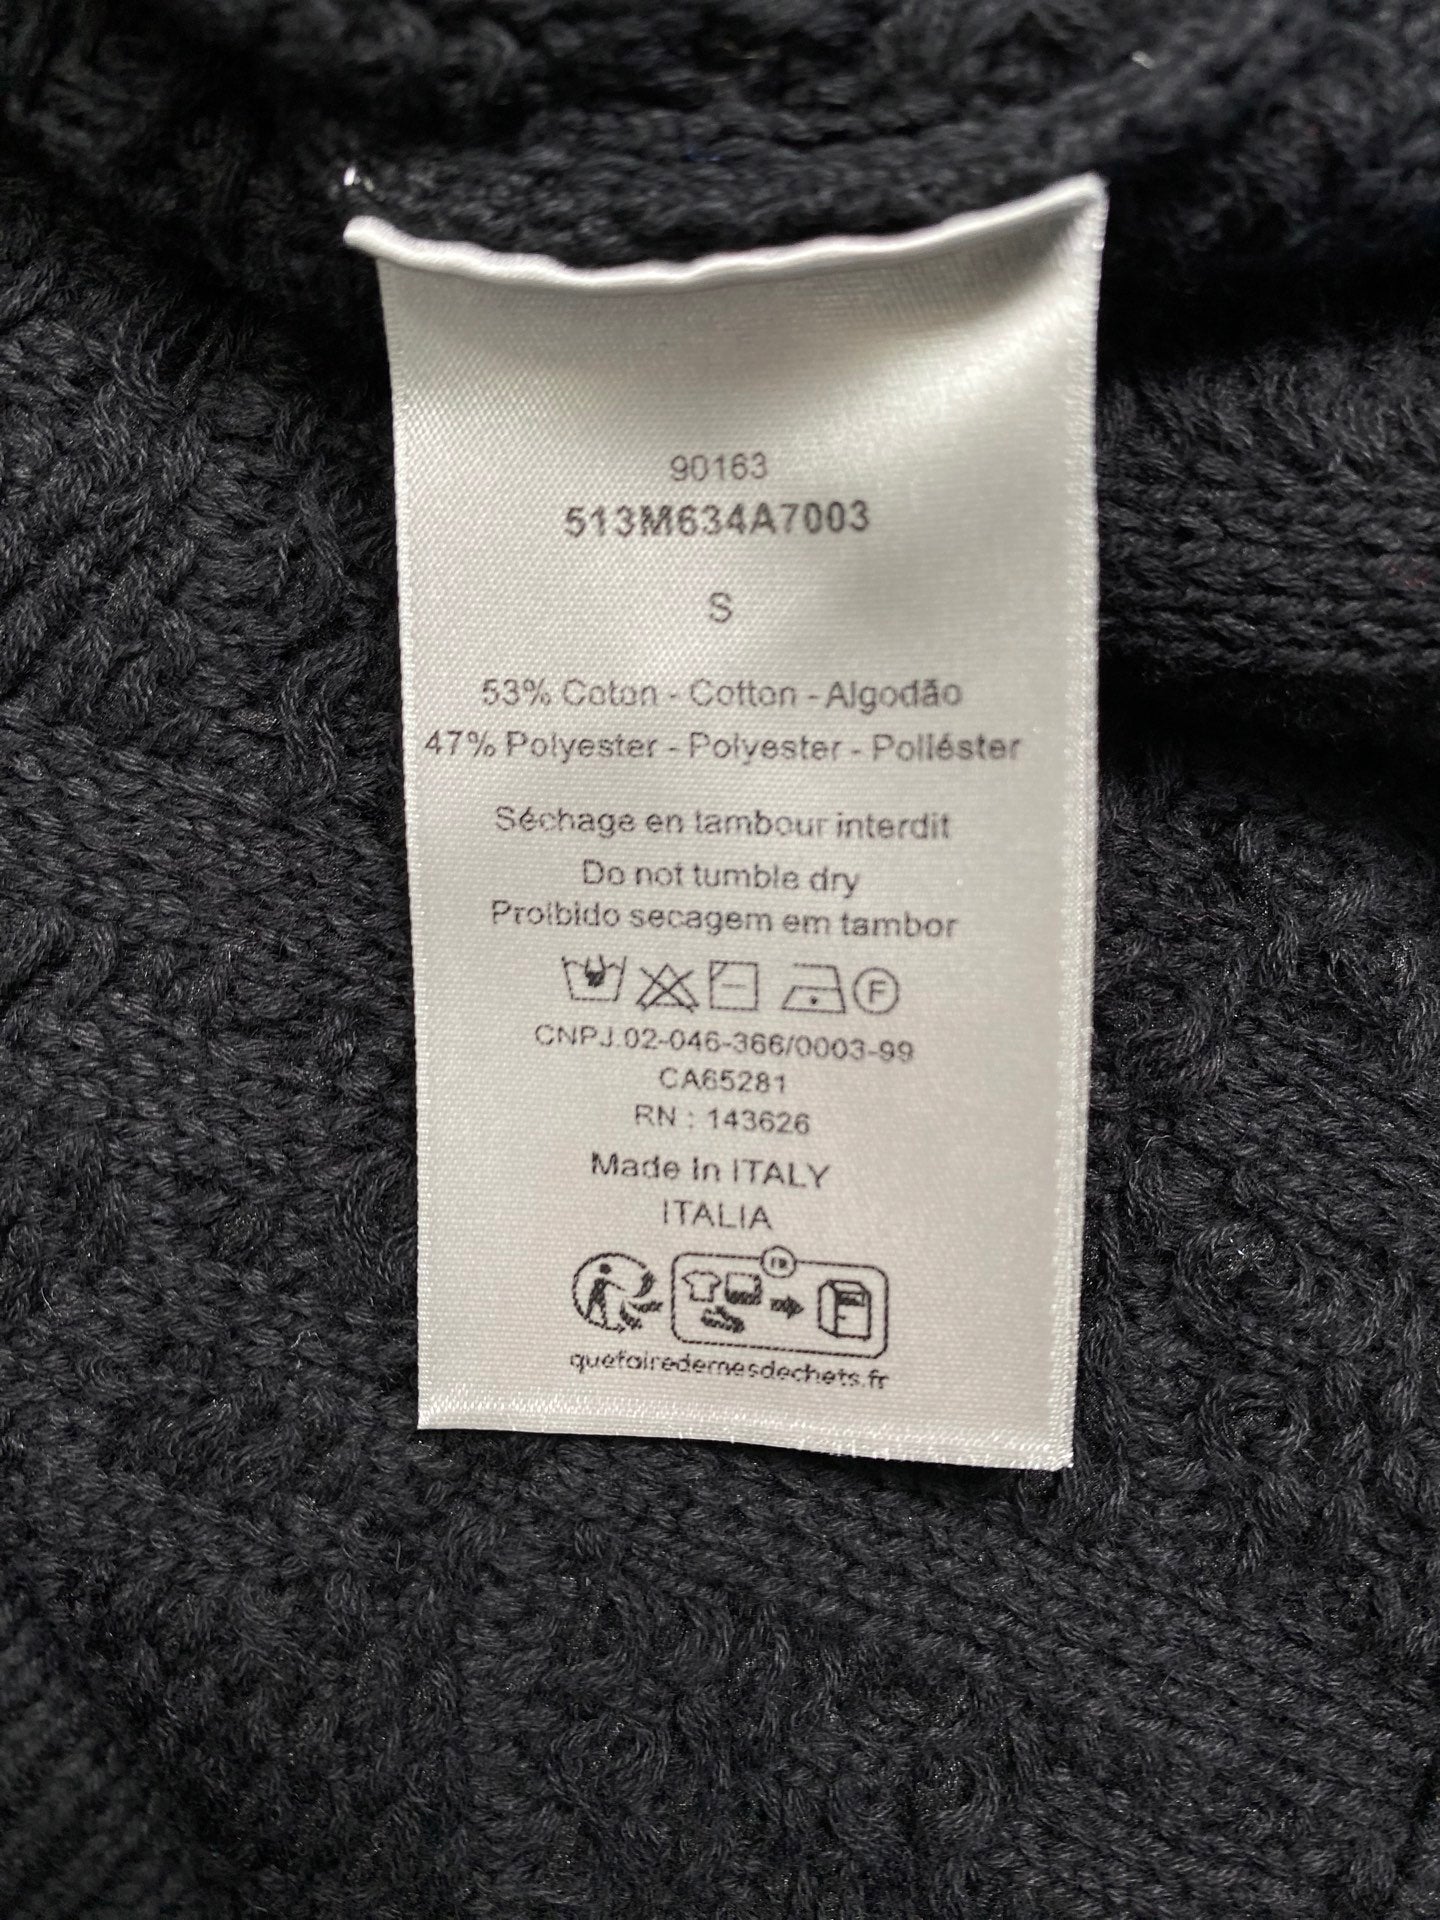 90163
513M634A7003
S
53% Coton - Cotton - Algodão
47% Polyester - Polyester - Poliéster
Séchage en tambour interdit
Do not tumble dry
Proibido secagem em tambor
F
CNPJ.02-046-366/0003-99
CA65281
RN : 143626
Made in ITALY
ITALIA
FR
quefairedemesdechets.fr